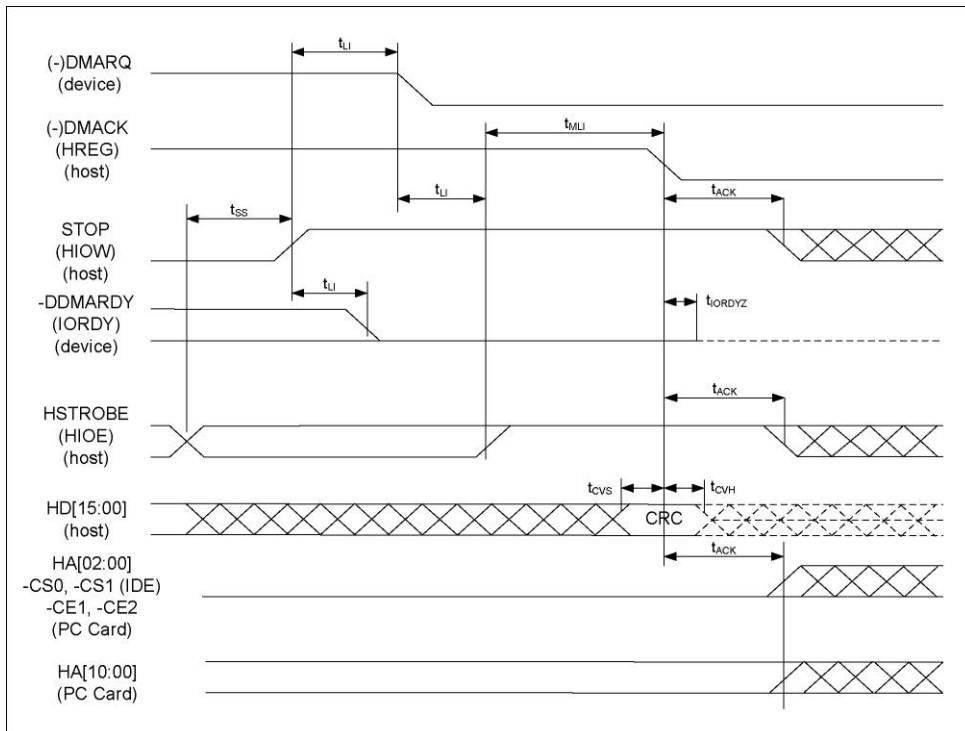 tLI
(-)DMARQ
(device)
tMLI
(-)DMACK
(HREG)
(host)
tLI
tACK
tSS
STOP
(HIOW)
(host)
tLI
tIORDYZ
-DDMARDY
(IORDY)
(device)
tACK
HSTROBE
(HIOE)
(host)
tCVS
tCVH
HD[15:00]
(host)
CRC
tACK
HA[02:00]
-CS0, -CS1 (IDE)
-CE1, -CE2
(PC Card)
HA[10:00]
(PC Card)